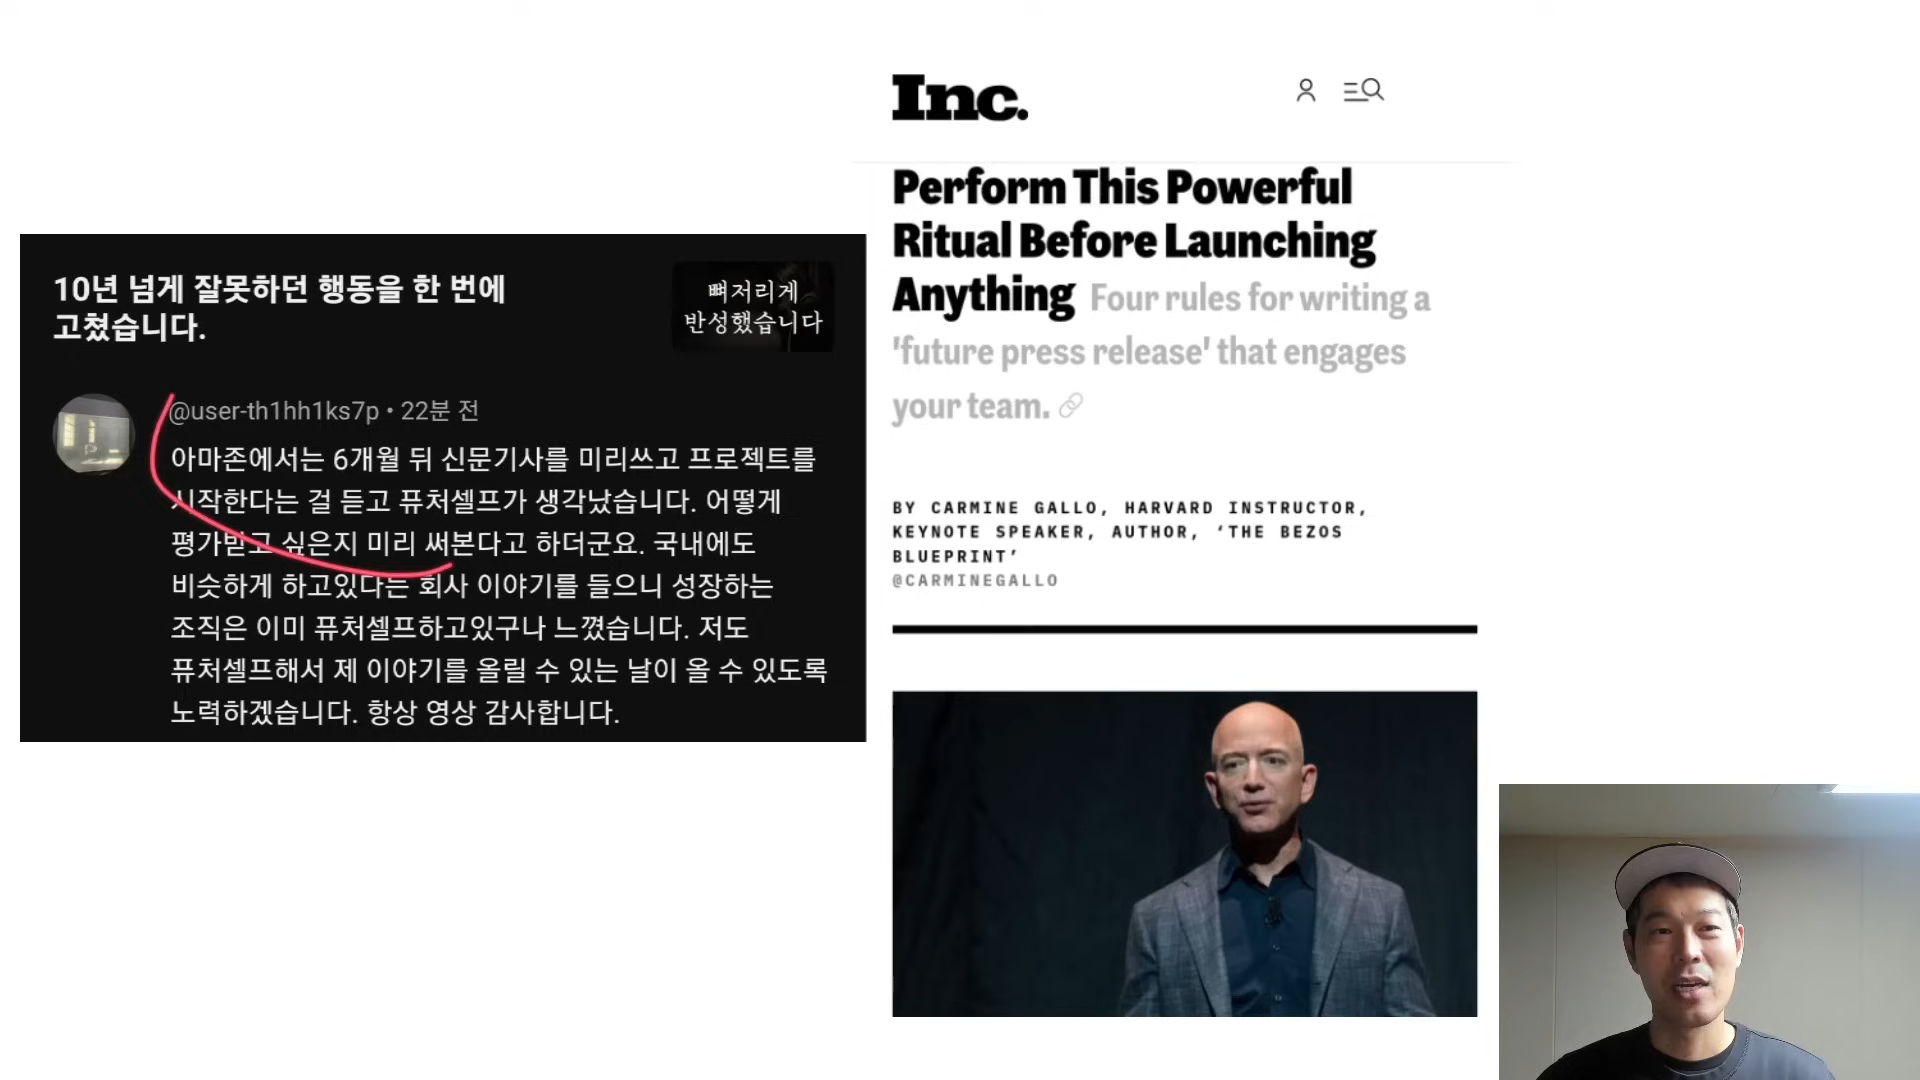 10년 넘게 잘못하던 행동을 한 번에
고쳤습니다.
뼈저리게
반성했습니다
@user-th1hh1ks7p • 22분 전
아마존에서는 6개월 뒤 신문기사를 미리쓰고 프로젝트를
시작한다는 걸 듣고 퓨처셀프가 생각났습니다. 어떻게
평가받고 싶은지 미리 써본다고 하더군요. 국내에도
비슷하게 하고있다는 회사 이야기를 들으니 성장하는
조직은 이미 퓨처셀프하고있구나 느꼈습니다. 저도
퓨처셀프해서 제 이야기를 올릴 수 있는 날이 올 수 있도록
노력하겠습니다. 항상 영상 감사합니다.
Inc.
Perform This Powerful
Ritual Before Launching
Anything Four rules for writing a
'future press release' that engages
your team.
BY CARMINE GALLO, HARVARD INSTRUCTOR,
KEYNOTE SPEAKER, AUTHOR, ‘THE BEZOS
BLUEPRINT’
@CARMINEGALLO